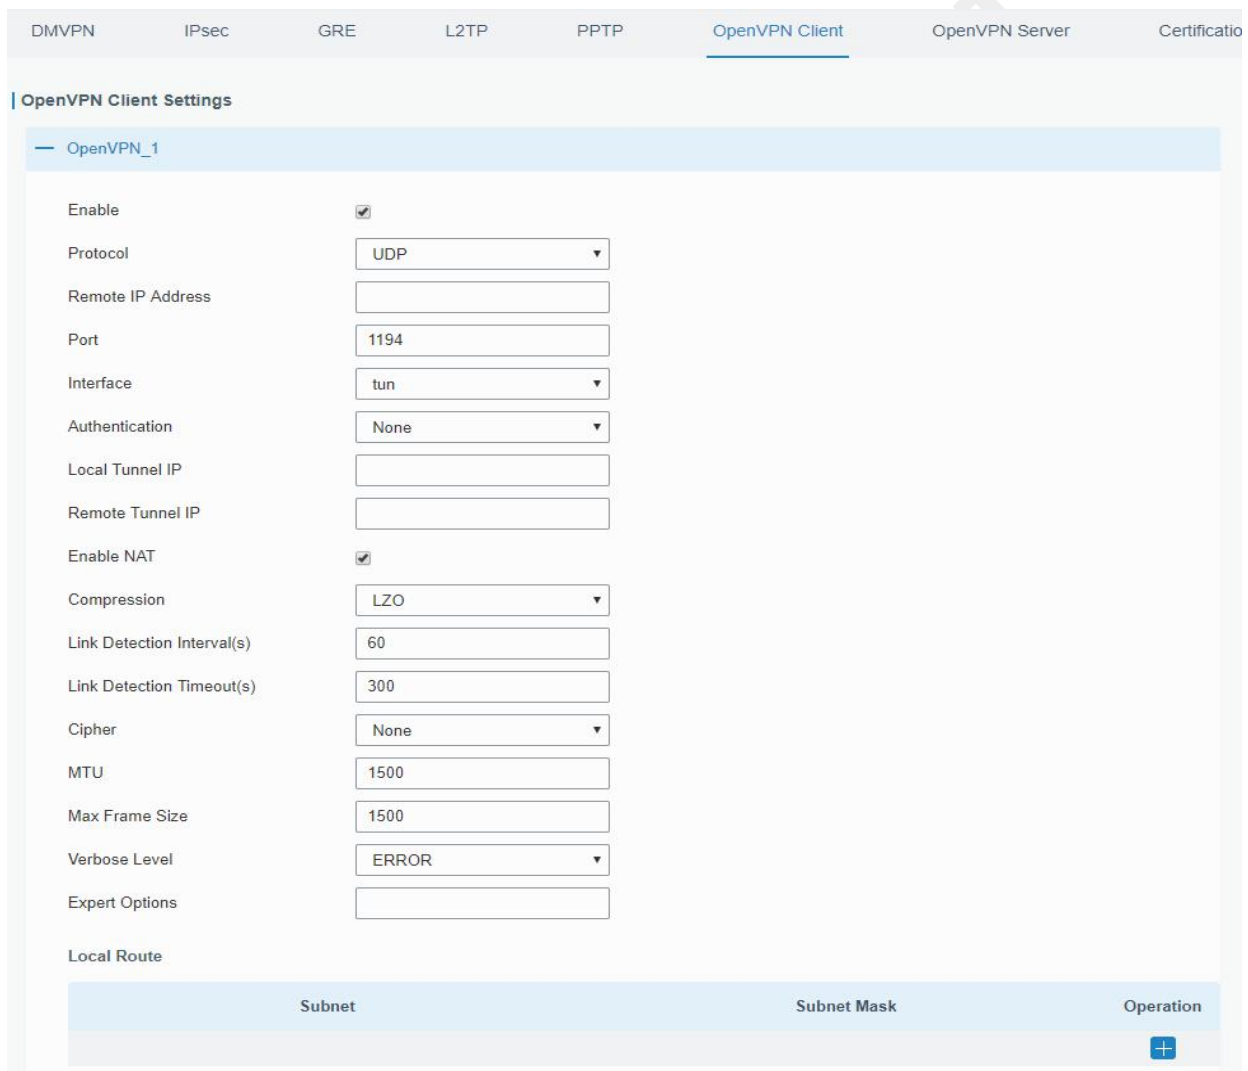 DMVPN IPsec GRE L2TP PPTP OpenVPN Client OpenVPN Server Certificatio
OpenVPN Client Settings
OpenVPN_1
Enable
Protocol UDP
Remote IP Address
Port 1194
Interface tun
Authentication None
Local Tunnel IP
Remote Tunnel IP
Enable NAT
Compression LZO
Link Detection Interval(s) 60
Link Detection Timeout(s) 300
Cipher None
MTU 1500
Max Frame Size 1500
Verbose Level ERROR
Expert Options
Local Route
Subnet Subnet Mask Operation